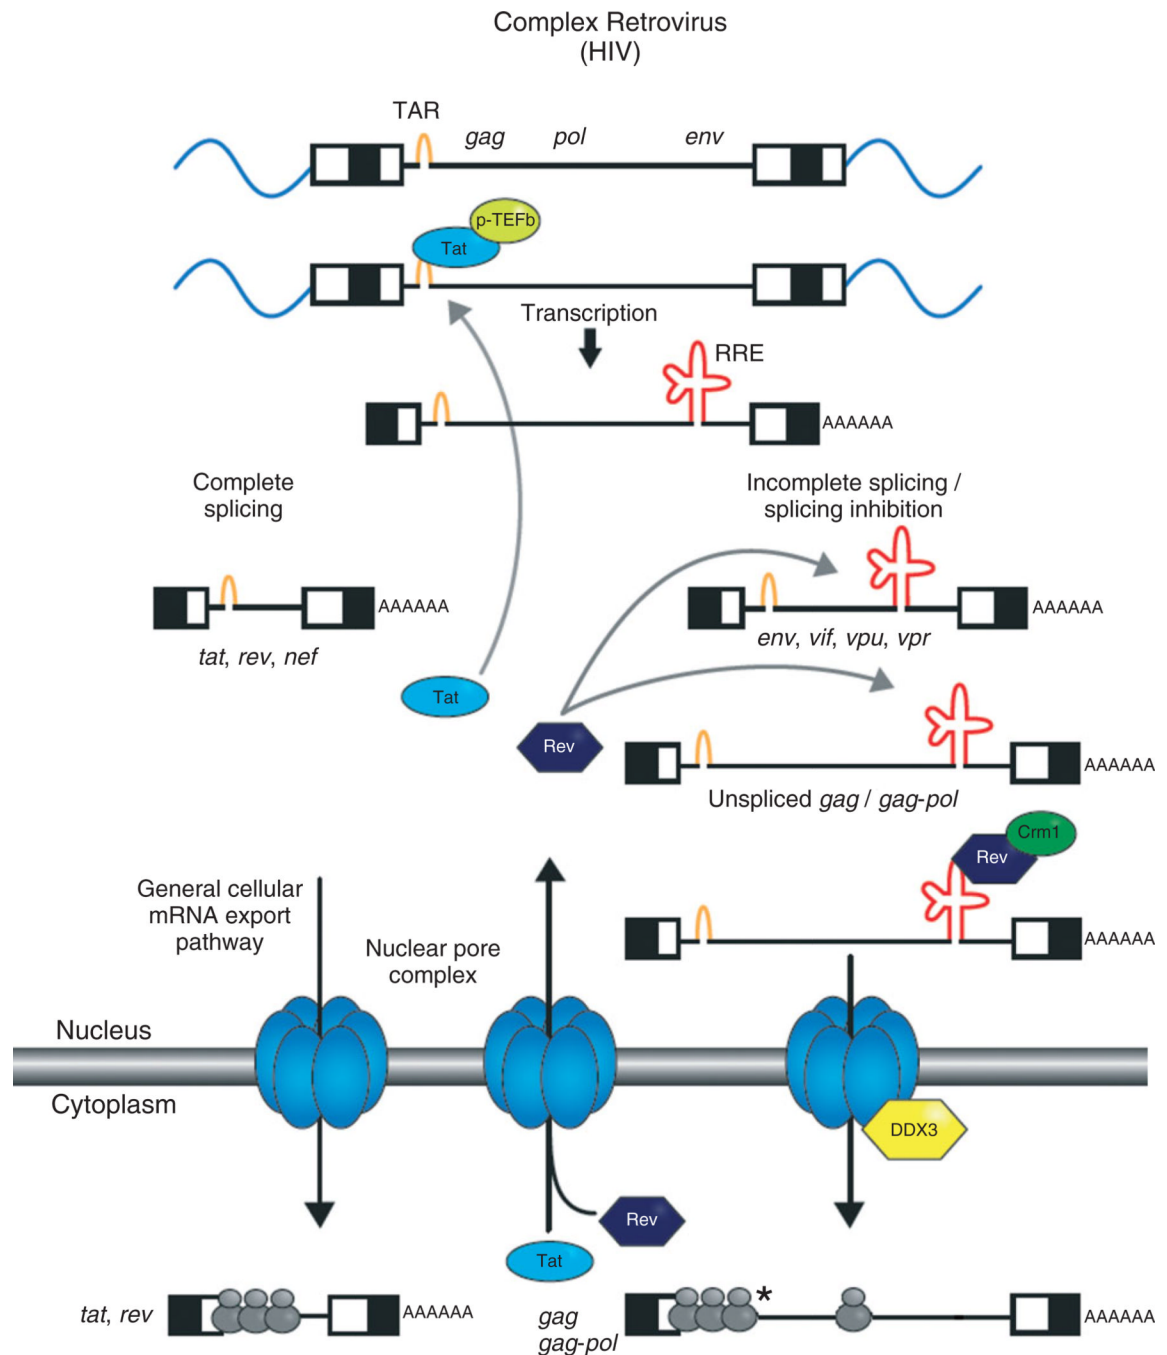 Complex Retrovirus
(HIV)
TAR
gag
pol
env
p-TEFb
Tat
Transcription
RRE
AAAAAA
Complete
splicing
Incomplete splicing /
splicing inhibition
AAAAAA
tat, rev, nef
AAAAAA
env, vif, vpu, vpr
Tat
Rev
AAAAAA
Unspliced gag / gag-pol
Crm1
Rev
AAAAAA
General cellular
mRNA export
pathway
Nuclear pore
complex
Nucleus
Cytoplasm
DDX3
Rev
Tat
tat, rev
AAAAAA
gag
gag-pol
*
AAAAAA